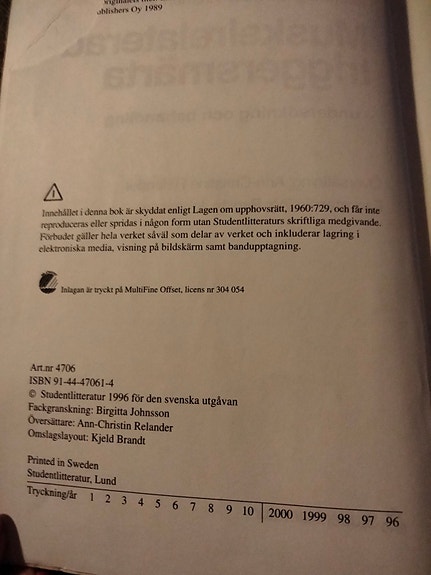 ublishers Oy 1989
Innehållet i denna bok är skyddat enligt Lagen om upphovsrätt, 1960:729, och får inte
reproduceras eller spridas i någon form utan Studentlitteraturs skriftliga medgivande.
Förbudet gäller hela verket såväl som delar av verket och inkluderar lagring i
elektroniska media, visning på bildskärm samt bandupptagning.
Inlagan är tryckt på MultiFine Offset, licens nr 304 054
Art.nr 4706
ISBN 91-44-47061-4
© Studentlitteratur 1996 för den svenska utgåvan
Fackgranskning: Birgitta Johnsson
Översättare: Ann-Christin Relander
Omslagslayout: Kjeld Brandt
Printed in Sweden
Studentlitteratur, Lund
Tryckning/år 1 2 3 4 5 6 7 8 9 10 | 2000 1999 98 97 96